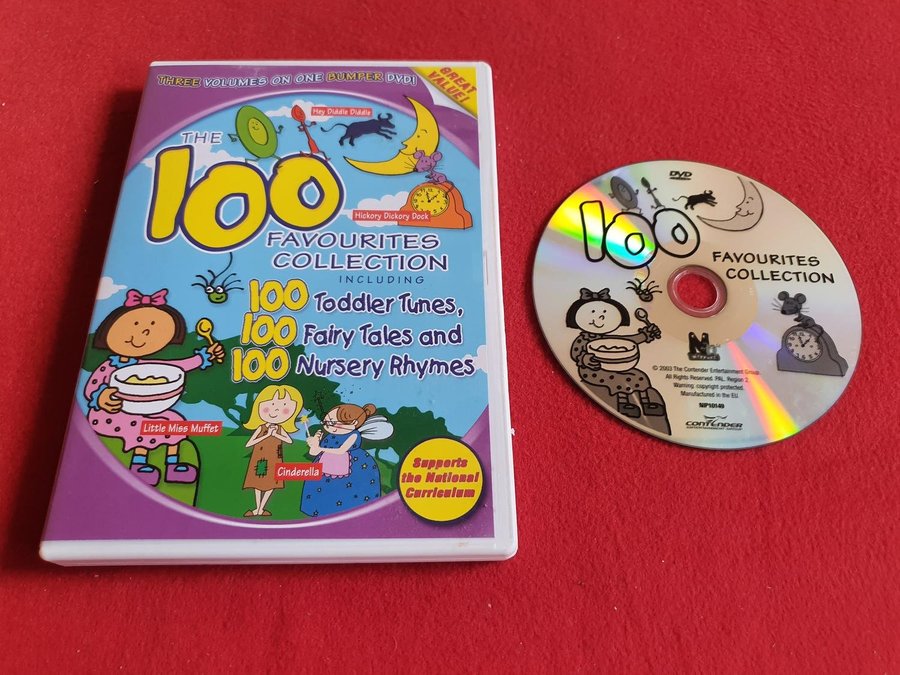 THREE VOLUMES ON ONE BUMPER DVD!
GREAT
VALUE!
Hey Diddle Diddle
THE
100
Hickory Dickory Dock
FAVOURITES
COLLECTION
INCLUDING
100 Toddler Tunes,
100 Fairy Tales and
100 Nursery Rhymes
Little Miss Muffet
Cinderella
Supports
the National
Curriculum
DVD
100
FAVOURITES
COLLECTION
© 2003 The Contender Entertainment Group.
All Rights Reserved. PAL. Region 2
Warning: copyright protected.
Manufactured in the EU.
NIP10149
CONTENDER
ENTERTAINMENT GROUP